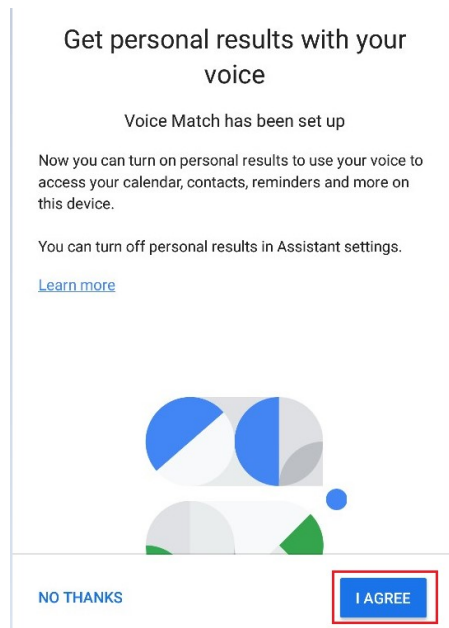 Get personal results with your
voice
Voice Match has been set up
Now you can turn on personal results to use your voice to
access your calendar, contacts, reminders and more on
this device.
You can turn off personal results in Assistant settings.
Learn more
NO THANKS
I AGREE